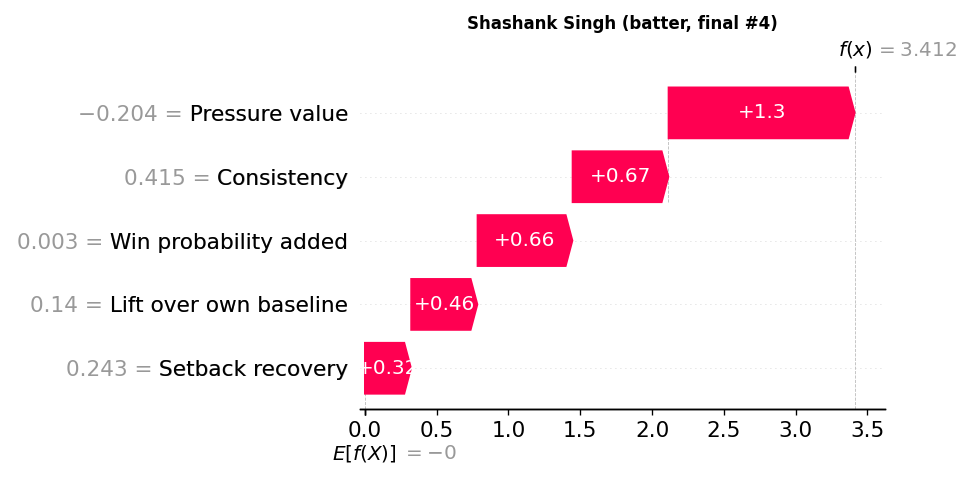 Shashank Singh (batter, final #4)
f(x) = 3.412
−0.204 = Pressure value
+1.3
0.415 = Consistency
+0.67
0.003 = Win probability added
+0.66
0.14 = Lift over own baseline
+0.46
0.243 = Setback recovery
+0.32
0.0 0.5 1.0 1.5 2.0 2.5 3.0 3.5
E[f(X)] = −0